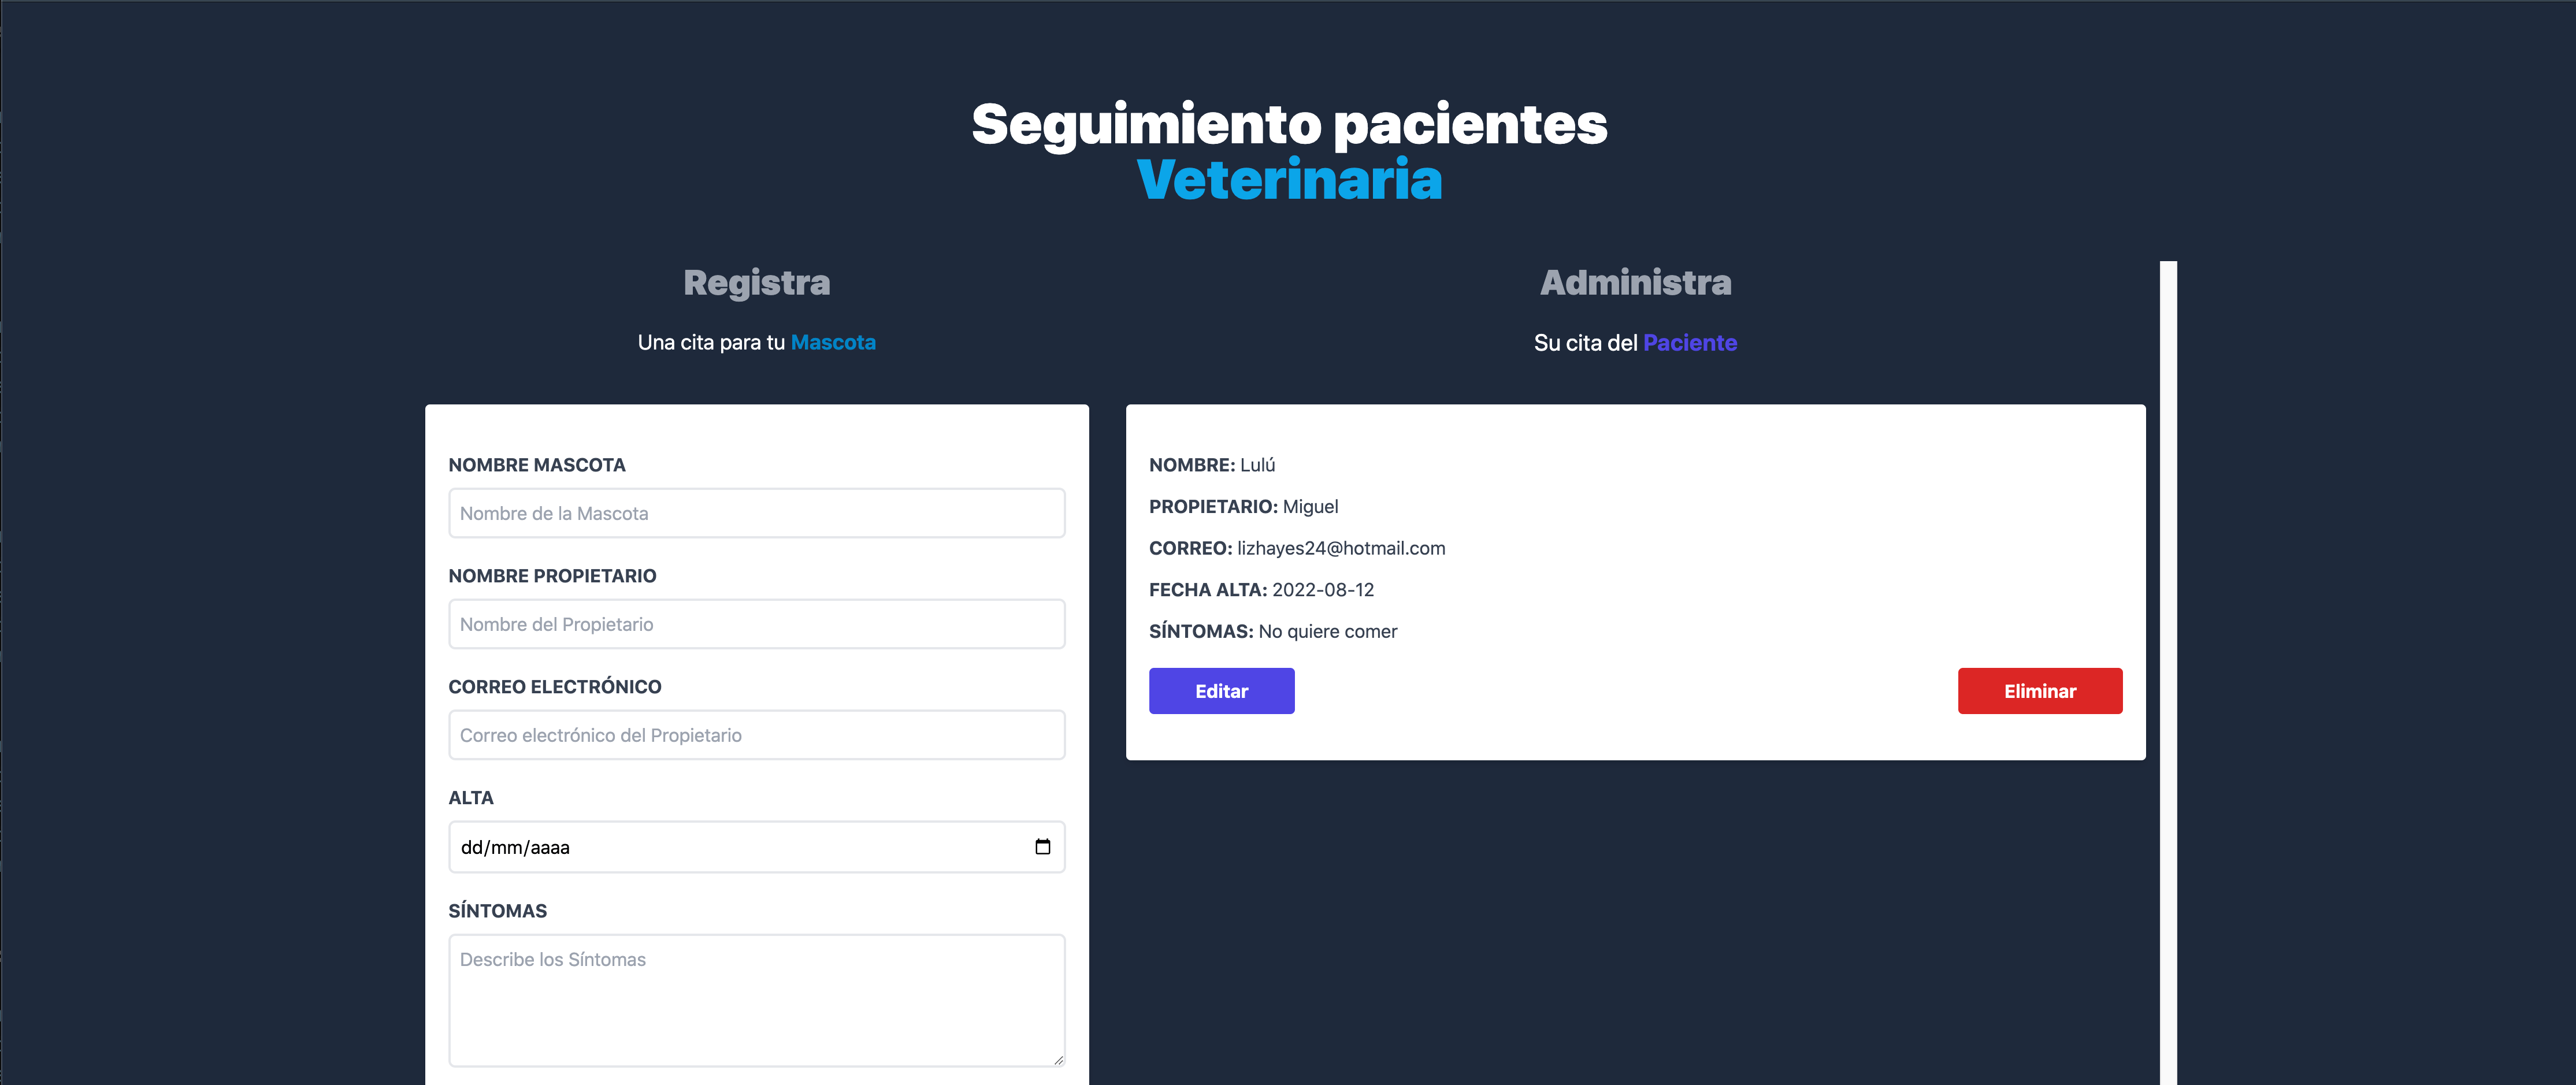 Seguimiento pacientes
Veterinaria
Registra
Una cita para tu Mascota
NOMBRE MASCOTA
Nombre de la Mascota
NOMBRE PROPIETARIO
Nombre del Propietario
CORREO ELECTRÓNICO
Correo electrónico del Propietario
ALTA
dd/mm/aaaa
SÍNTOMAS
Describe los Síntomas
Administra
Su cita del Paciente
NOMBRE: Lulú
PROPIETARIO: Miguel
CORREO: lizhayes24@hotmail.com
FECHA ALTA: 2022-08-12
SÍNTOMAS: No quiere comer
Editar
Eliminar